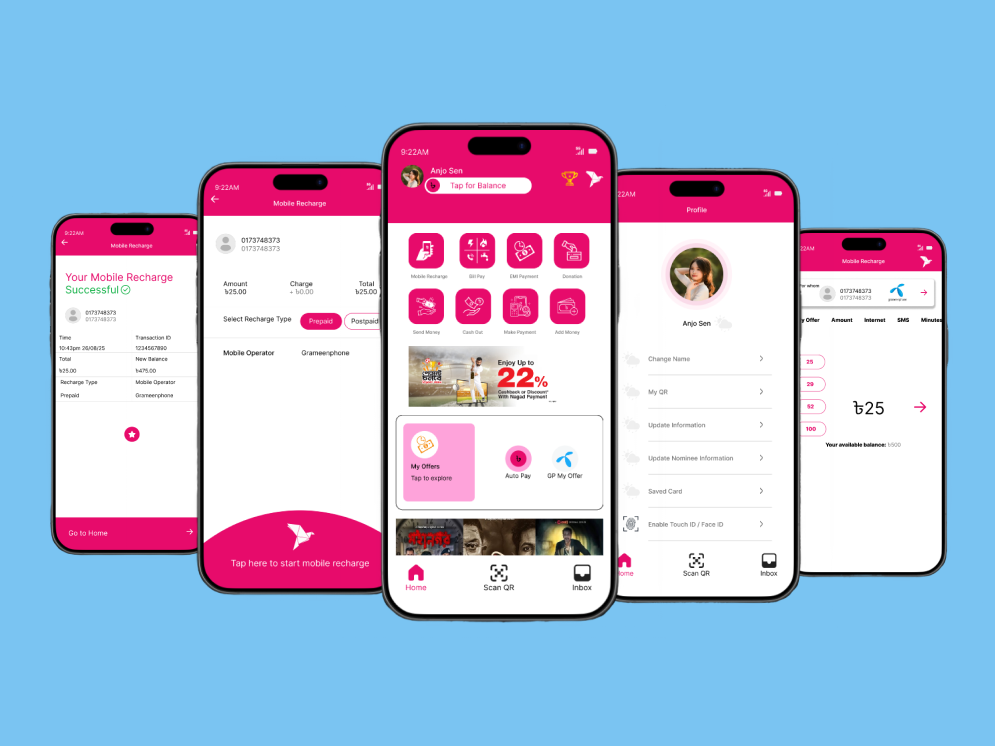 9:22AM
Mobile Recharge
Your Mobile Recharge
Successful
0173748373
0173748373
Time
Transaction ID
10:43pm 26/08/25
1234567890
Total
New Balance
৳25.00
৳475.00
Recharge Type
Mobile Operator
Prepaid
Grameenphone
Go to Home
9:22AM
Mobile Recharge
0173748373
0173748373
Amount
Charge
Total
৳25.00
+ ৳0.00
৳25.00
Select Recharge Type
Prepaid
Postpaid
Mobile Operator
Grameenphone
Tap here to start mobile recharge
9:22AM
5G
Anjo Sen
৳
Tap for Balance
Mobile Recharge
Bill Pay
EMI Payment
Donation
Send Money
Cash Out
Make Payment
Add Money
Enjoy Up to
22%
Cashback or Discount*
With Nagad Payment
My Offers
Tap to explore
৳
Auto Pay
GP My Offer
Home
Scan QR
Inbox
22AM
5G
Profile
Anjo Sen
Change Name
My QR
Update Information
Update Nominee Information
Saved Card
Enable Touch ID / Face ID
ome
Scan QR
Inbox
22AM
5G
Mobile Recharge
or whom
0173748373
0173748373
grameenphone
y Offer
Amount
Internet
SMS
Minutes
25
29
52
100
৳25
Your available balance: ৳500